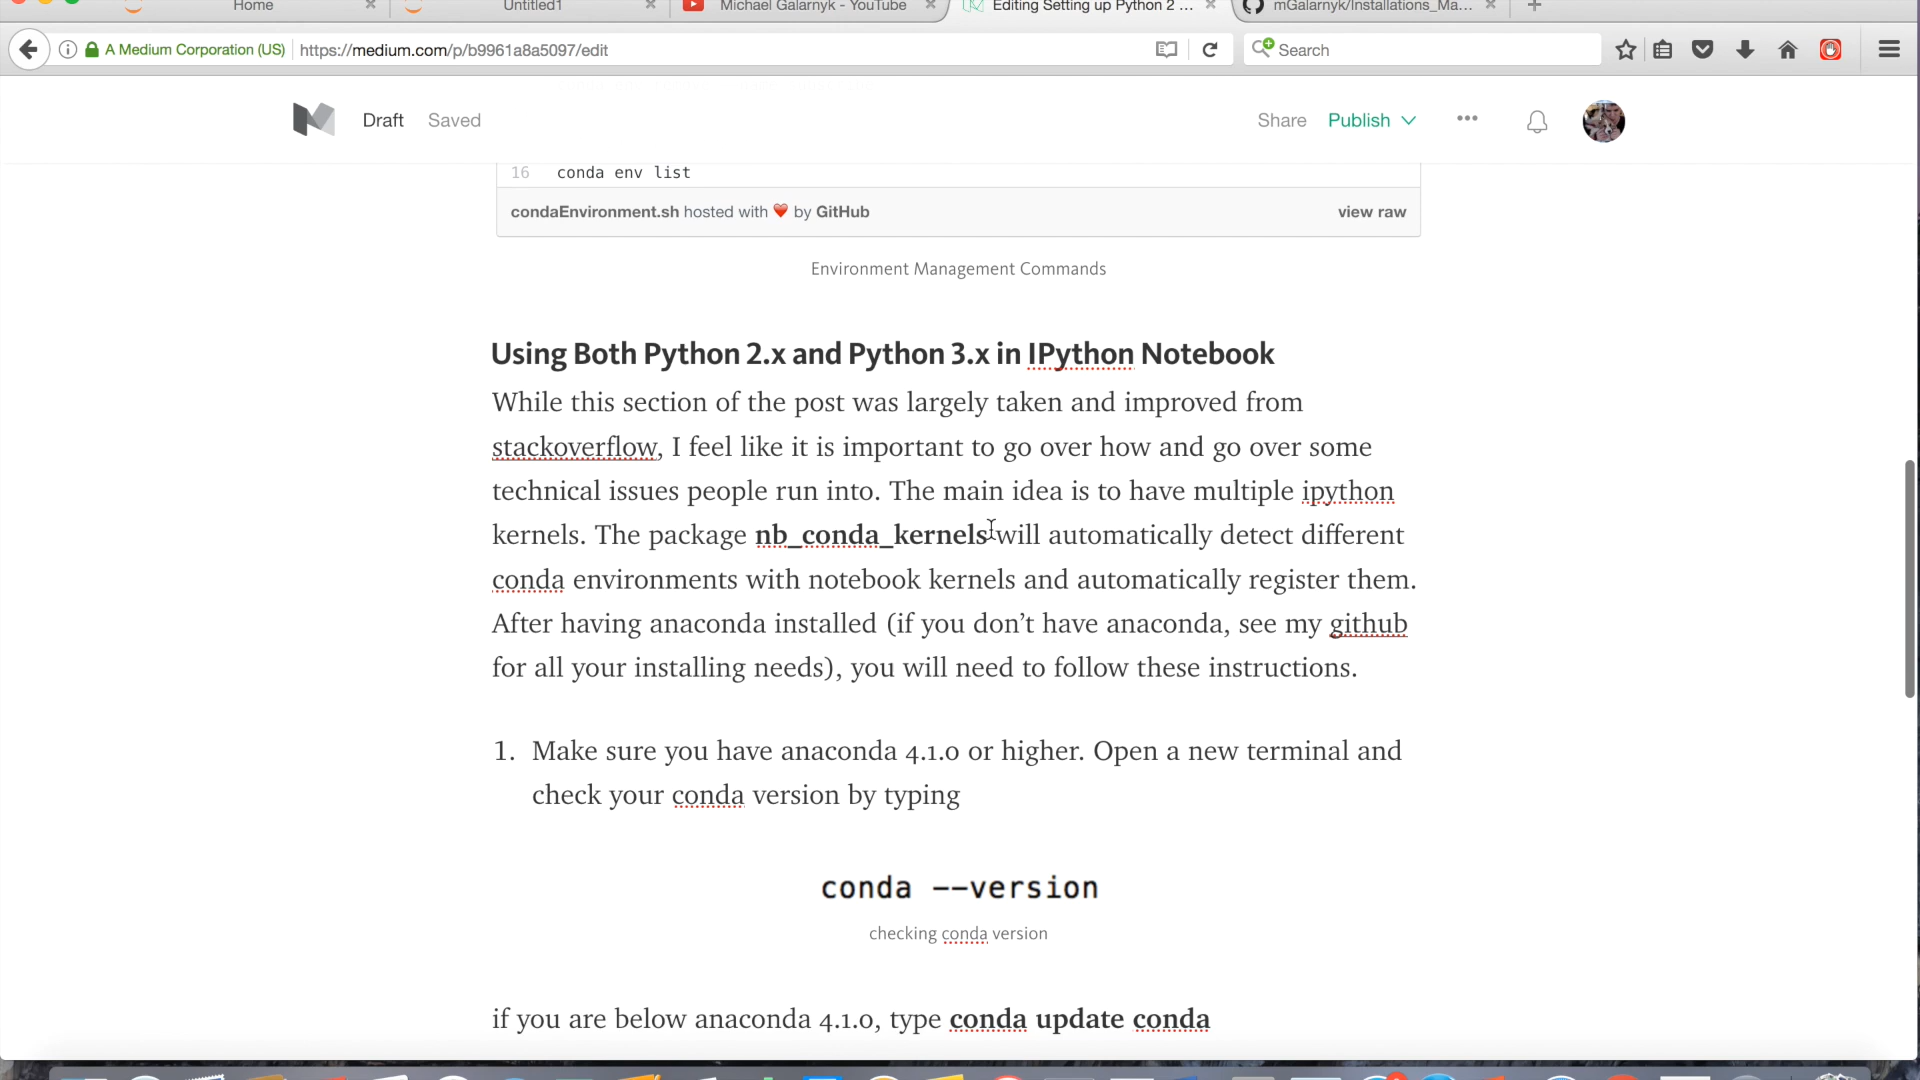 Home
Untitled1
Michael Galarnyk - YouTube
Editing Setting up Python 2 ...
mGalarnyk/Installations_Ma...
A Medium Corporation (US)
https://medium.com/p/b9961a8a5097/edit
Search
Draft
Saved
Share
Publish
16 conda env list
condaEnvironment.sh hosted with ❤ by GitHub
view raw
Environment Management Commands
Using Both Python 2.x and Python 3.x in IPython Notebook
While this section of the post was largely taken and improved from
stackoverflow, I feel like it is important to go over how and go over some
technical issues people run into. The main idea is to have multiple ipython
kernels. The package nb_conda_kernels will automatically detect different
conda environments with notebook kernels and automatically register them.
After having anaconda installed (if you don’t have anaconda, see my github
for all your installing needs), you will need to follow these instructions.
1. Make sure you have anaconda 4.1.0 or higher. Open a new terminal and
check your conda version by typing
conda --version
checking conda version
if you are below anaconda 4.1.0, type conda update conda